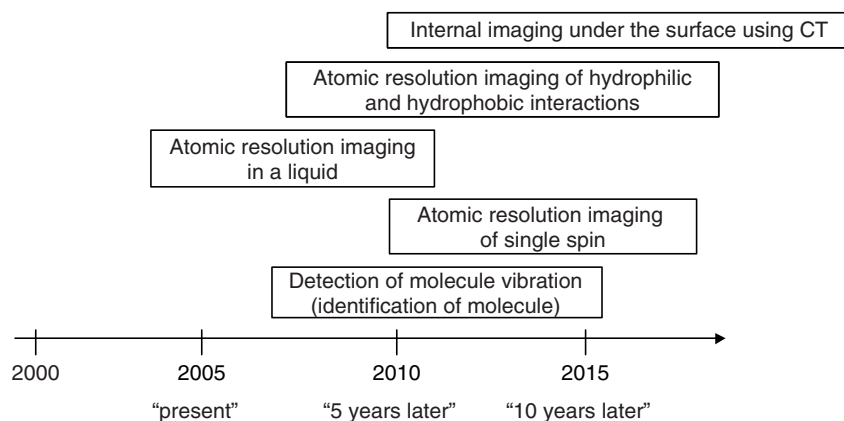 Internal imaging under the surface using CT
Atomic resolution imaging of hydrophilic
and hydrophobic interactions
Atomic resolution imaging
in a liquid
Atomic resolution imaging
of single spin
Detection of molecule vibration
(identification of molecule)
2000 2005 2010 2015
“present” “5 years later” “10 years later”